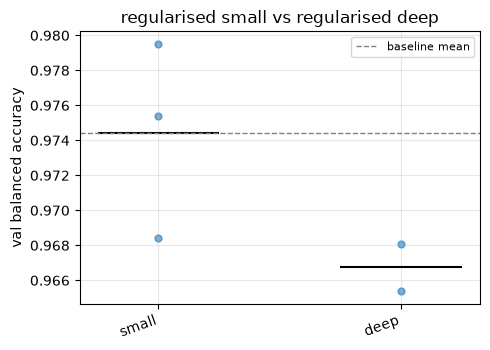 regularised small vs regularised deep
baseline mean
val balanced accuracy
0.980
0.978
0.976
0.974
0.972
0.970
0.968
0.966
small
deep